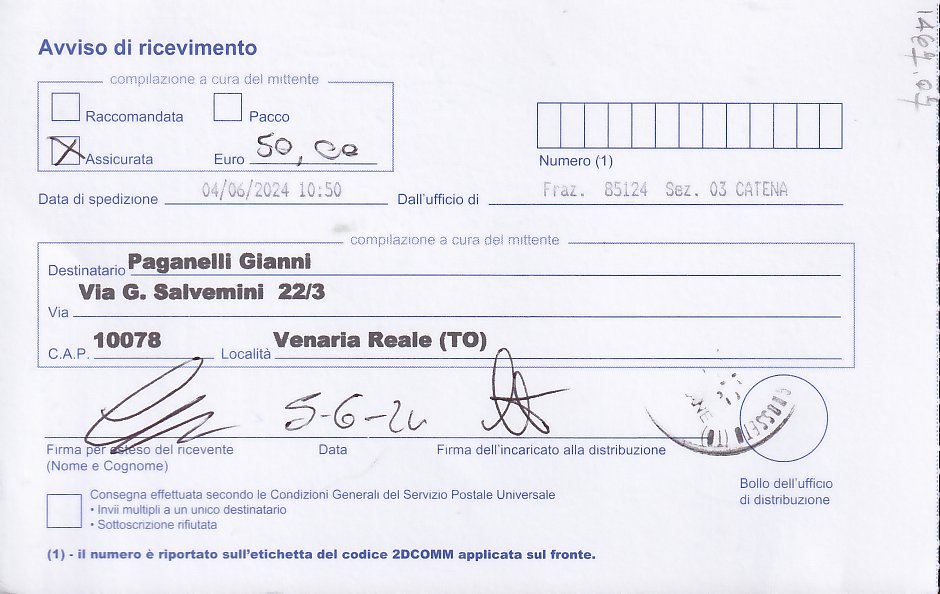 Avviso di ricevimento
compilazione a cura del mittente
Raccomandata Pacco
Assicurata Euro 50,00
Numero (1)
Data di spedizione 04/06/2024 10:50 Dall'ufficio di Fraz. 85124 Sez. 03 CATENA
compilazione a cura del mittente
Destinatario Paganelli Gianni
Via G. Salvemini 22/3
Via
C.A.P. 10078 Località Venaria Reale (TO)
5-6-24
Firma per esteso del ricevente Data Firma dell'incaricato alla distribuzione
(Nome e Cognome)
GROSSETO (TO)
Bollo dell'ufficio
di distribuzione
Consegna effettuata secondo le Condizioni Generali del Servizio Postale Universale
• Invii multipli a un unico destinatario
• Sottoscrizione rifiutata
(1) - il numero è riportato sull'etichetta del codice 2DCOMM applicata sul fronte.